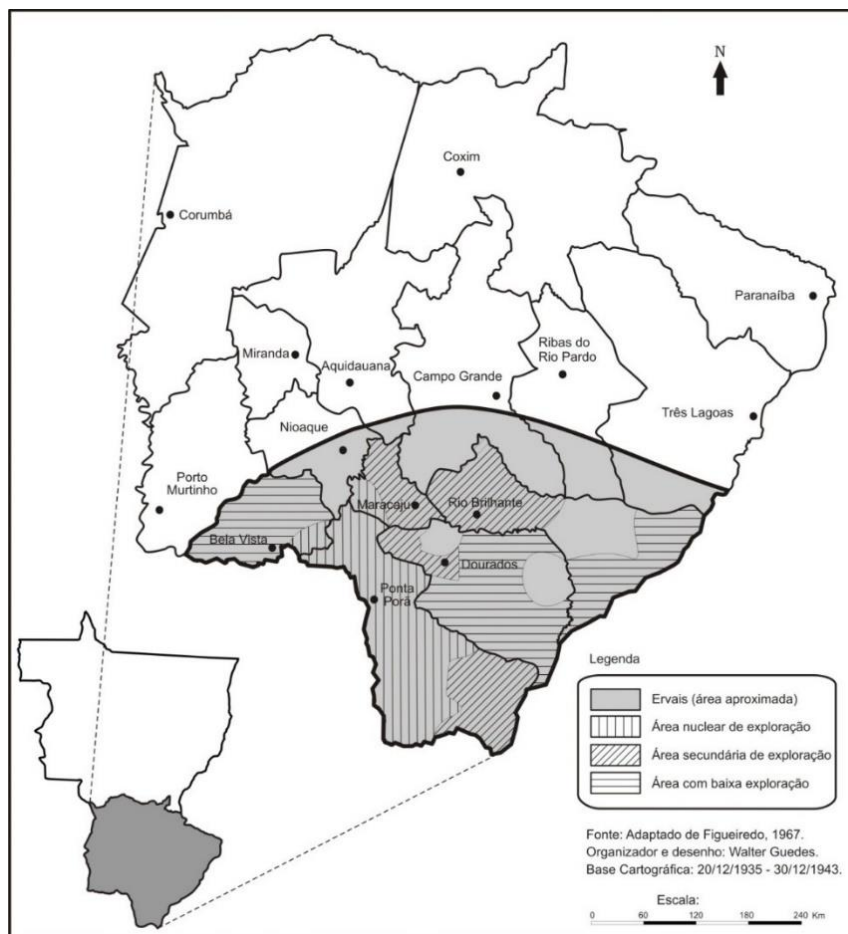 N
Coxim
Corumbá
Paranaíba
Miranda
Aquidauana
Ribas do
Rio Pardo
Campo Grande
Três Lagoas
Nioaque
Porto
Murtinho
Maracaju
Rio Brilhante
Bela Vista
Dourados
Ponta
Porã
Legenda
Ervais (área aproximada)
Área nuclear de exploração
Área secundária de exploração
Área com baixa exploração
Fonte: Adaptado de Figueiredo, 1967.
Organizador e desenho: Walter Guedes.
Base Cartográfica: 20/12/1935 - 30/12/1943.
Escala:
0 60 120 180 240 Km